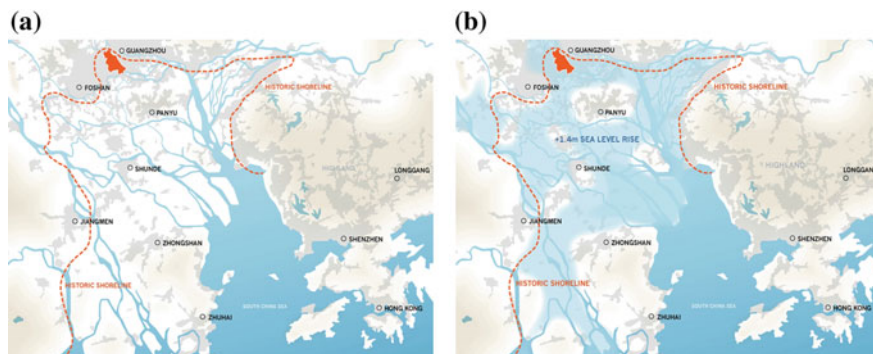 (a)
GUANGZHOU
HISTORIC SHORELINE
FOSHAN
PANYU
HIGHLAND
SHUNDE
LONGGANG
JIANGMEN
ZHONGSHAN
SHENZHEN
HISTORIC SHORELINE
SOUTH CHINA SEA
HONG KONG
ZHUHAI
(b)
GUANGZHOU
HISTORIC SHORELINE
FOSHAN
PANYU
+1.4m SEA LEVEL RISE
HIGHLAND
SHUNDE
LONGGAN
JIANGMEN
ZHONGSHAN
SHENZHEN
HISTORIC SHORELINE
SOUTH CHINA SEA
HONG KONG
ZHUHAI